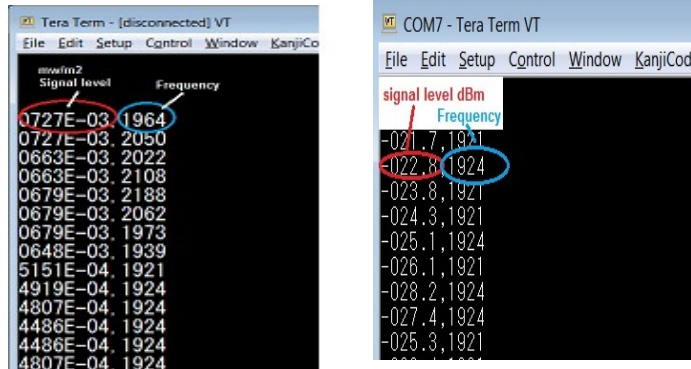 Tera Term - [disconnected] VT
File Edit Setup Control Window KanjiCo
mw/m2
Signal level
Frequency
0727E-03, 1964
0727E-03, 2050
0663E-03, 2022
0663E-03, 2108
0679E-03, 2188
0679E-03, 2062
0679E-03, 1973
0648E-03, 1939
5151E-04, 1921
4919E-04, 1924
4807E-04, 1924
4486E-04, 1924
4486E-04, 1924
4807E-04, 1924
COM7 - Tera Term VT
File Edit Setup Control Window KanjiCod
signal level dBm
Frequency
-021.7,1921
-022.8,1924
-023.8,1921
-024.3,1921
-025.1,1924
-026.1,1921
-028.2,1924
-027.4,1924
-025.3,1921